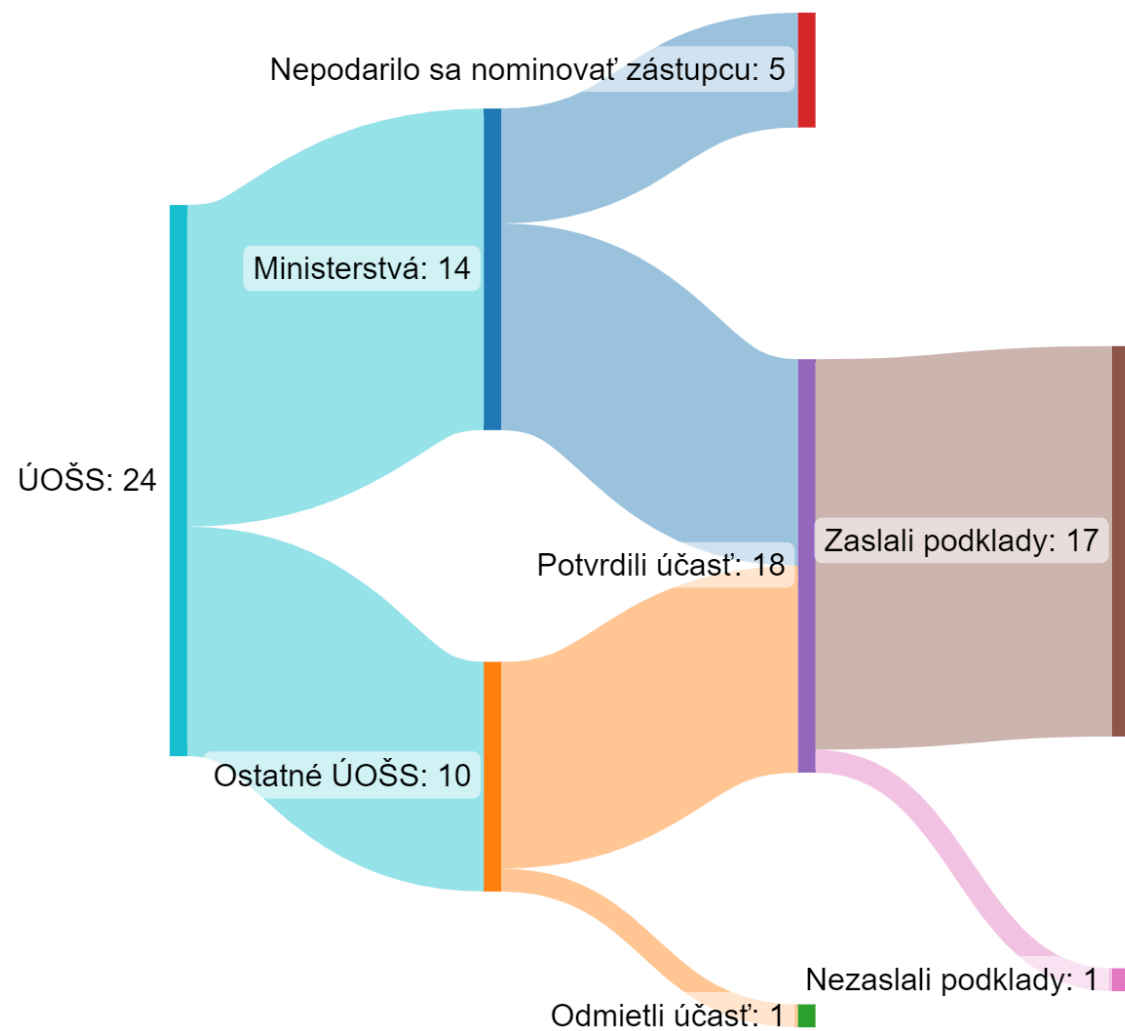 Nepodarilo sa nominovať zástupcu: 5
Ministerstvá: 14
ÚOŠS: 24
Zaslali podklady: 17
Potvrdili účasť: 18
Ostatné ÚOŠS: 10
Nezaslali podklady: 1
Odmietli účasť: 1